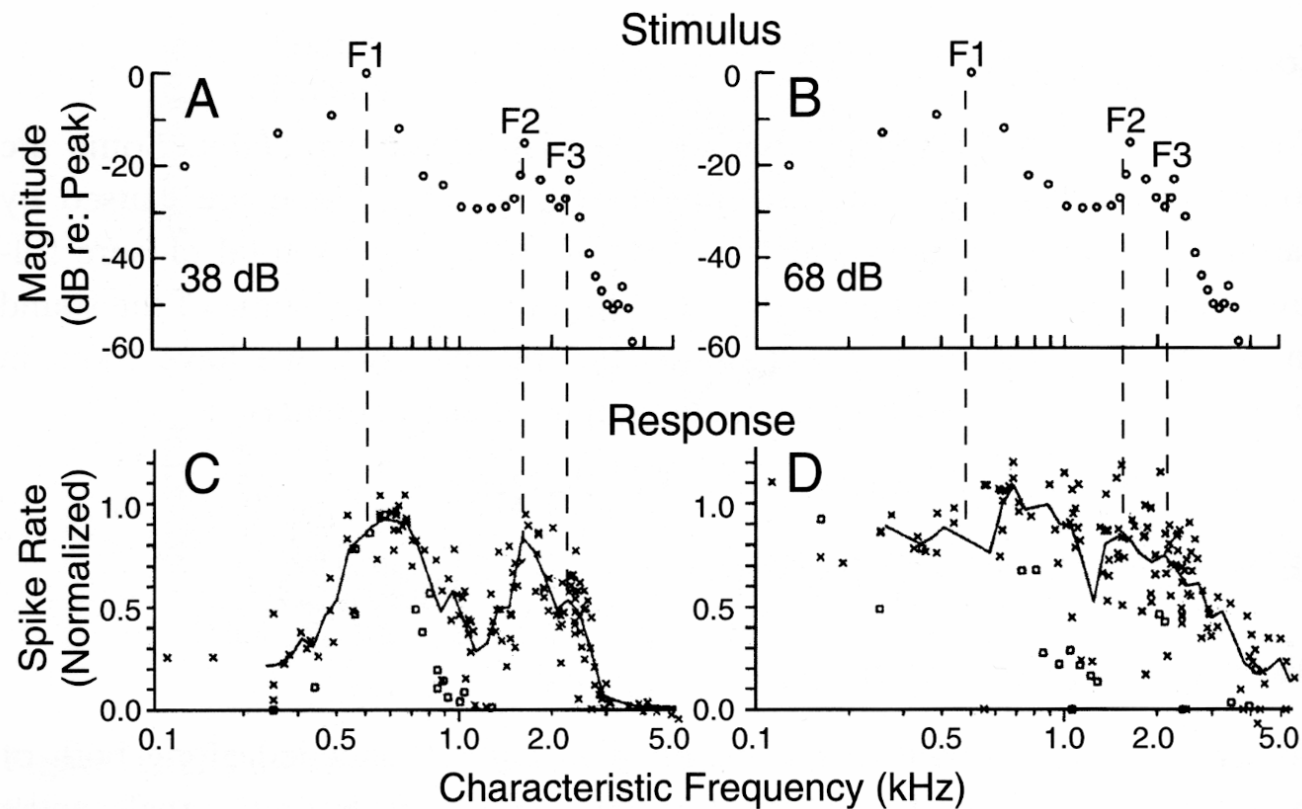 Stimulus
A
F1
F2
F3
38 dB
B
F1
F2
F3
68 dB
Magnitude
(dB re: Peak)
0
-20
-40
-60
0
-20
-40
-60
Response
C
D
Spike Rate
(Normalized)
1.0
0.5
0.0
1.0
0.5
0.0
0.1
0.5
1.0
2.0
5.0
0.1
0.5
1.0
2.0
5.0
Characteristic Frequency (kHz)